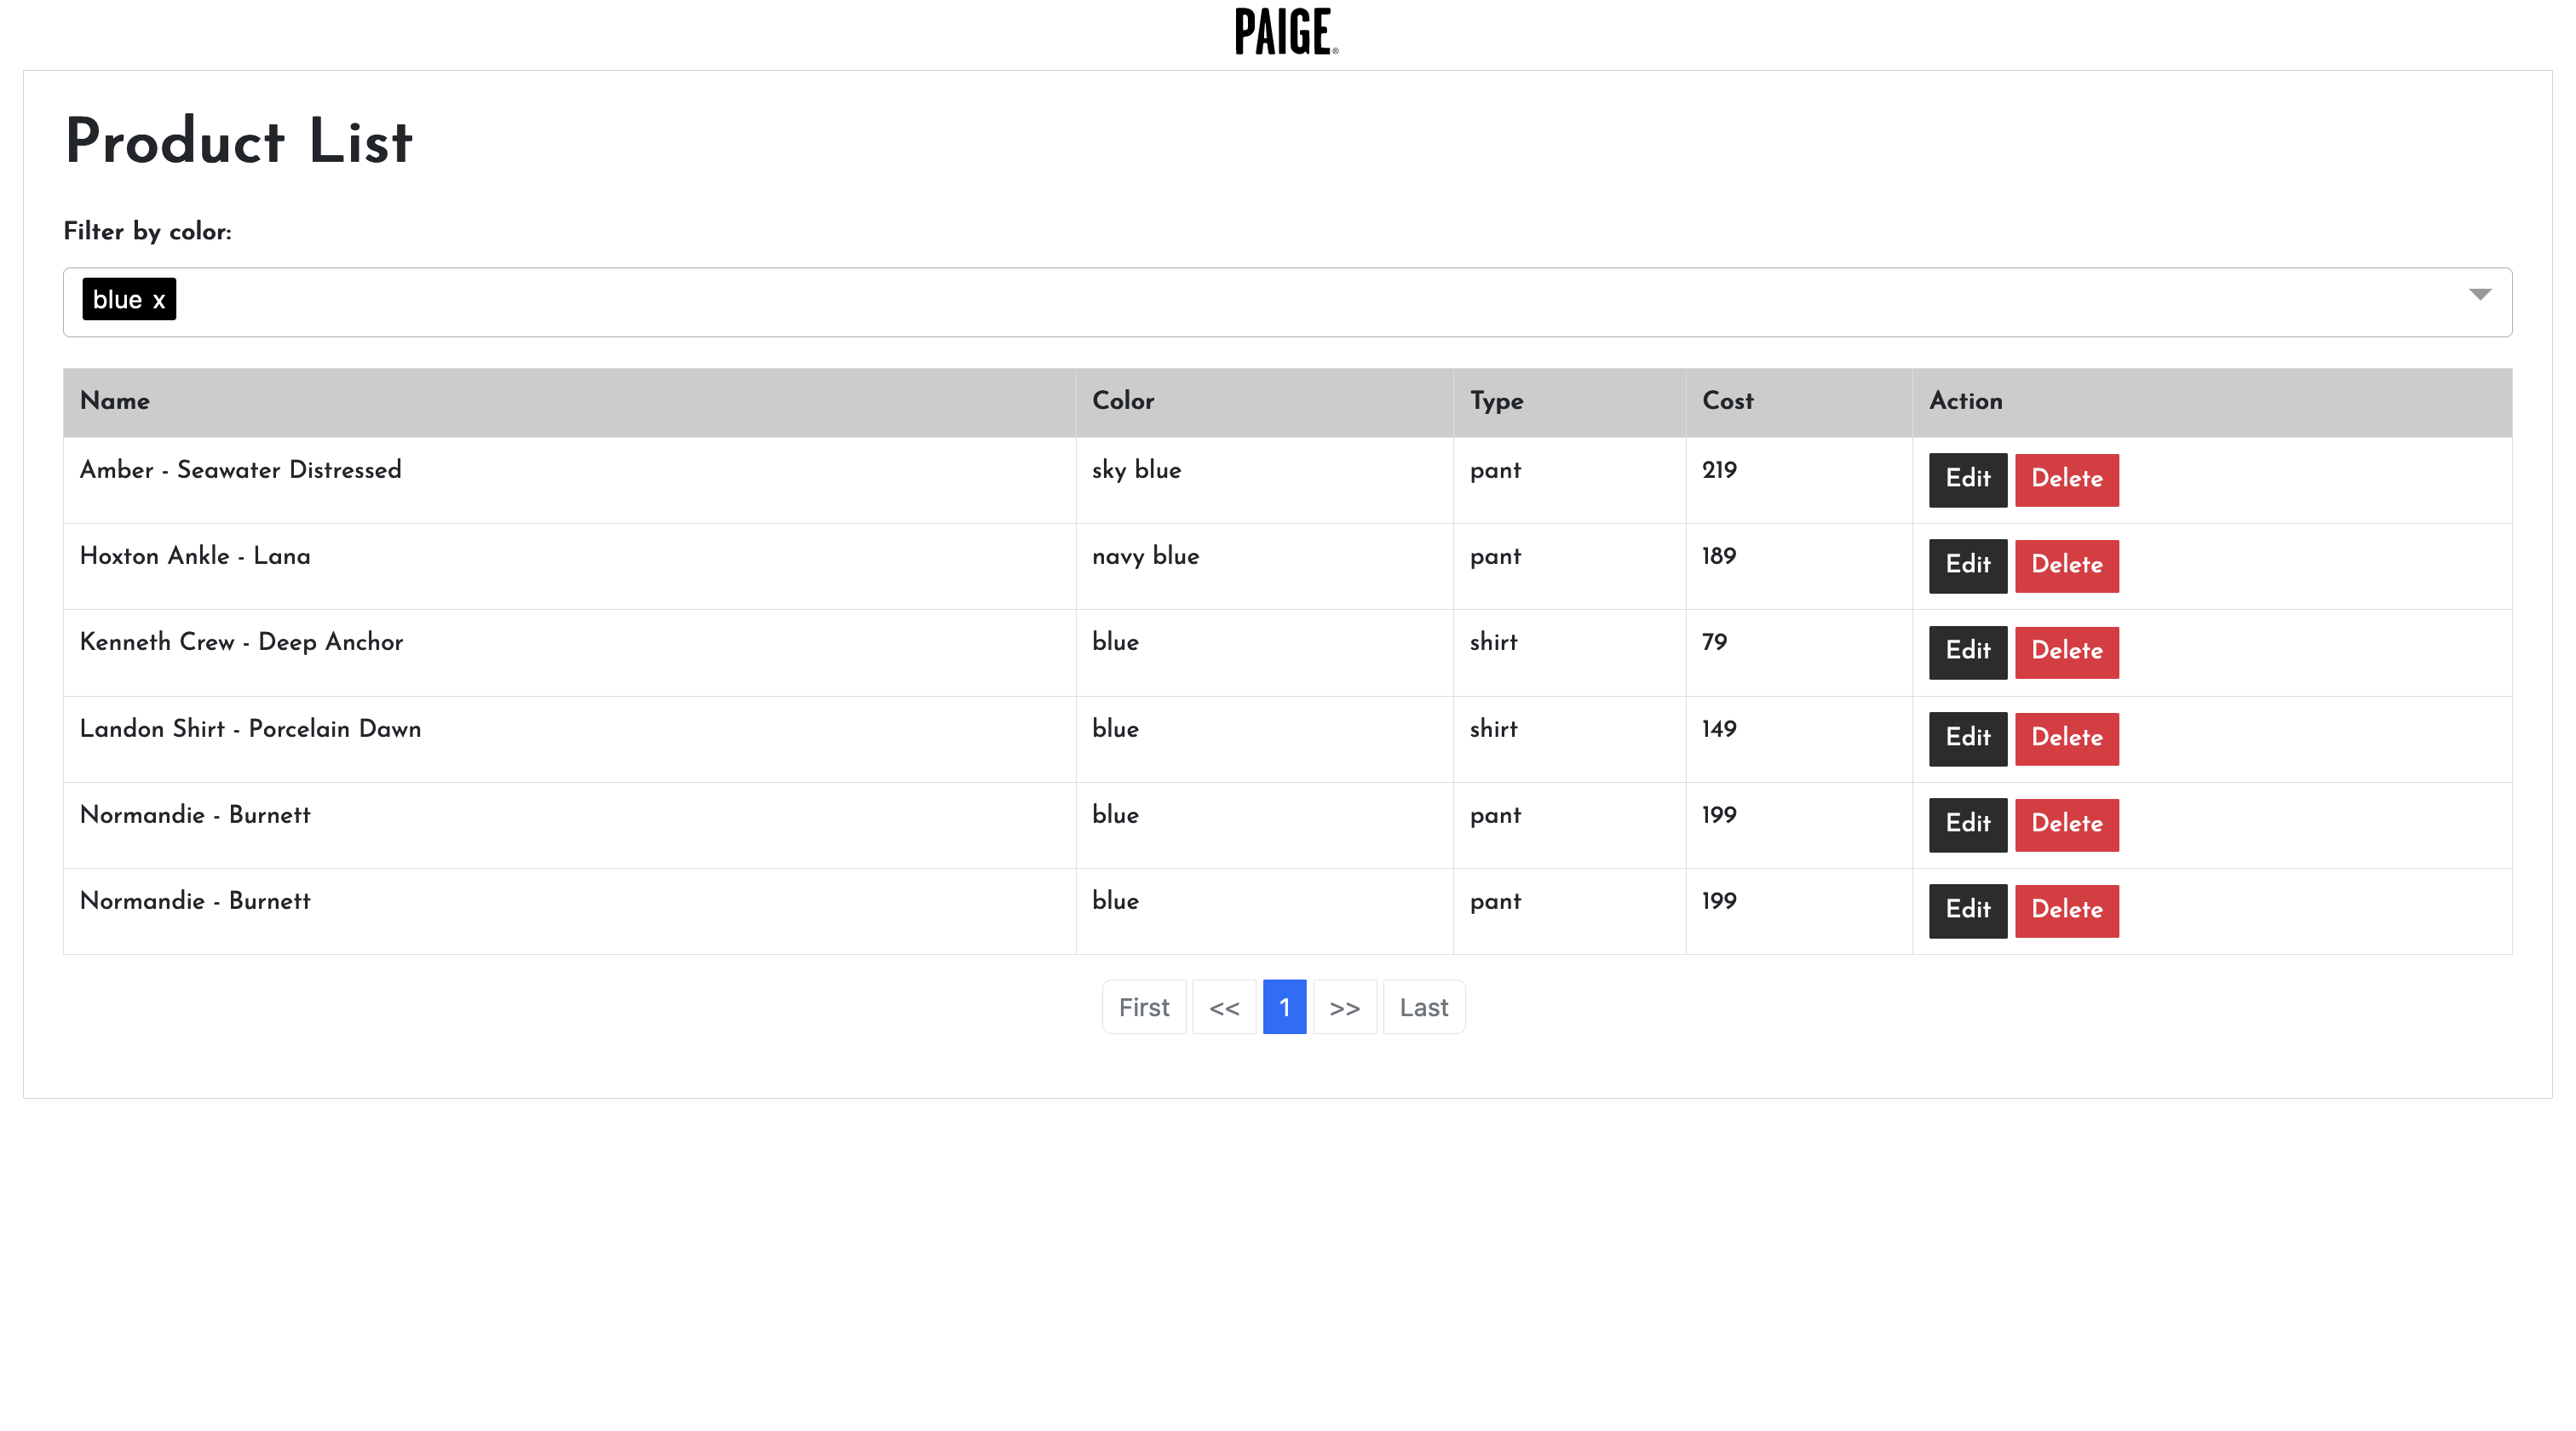 PAIGE®
Product List
Filter by color:
blue x
Name Color Type Cost Action
Amber - Seawater Distressed sky blue pant 219 Edit Delete
Hoxton Ankle - Lana navy blue pant 189 Edit Delete
Kenneth Crew - Deep Anchor blue shirt 79 Edit Delete
Landon Shirt - Porcelain Dawn blue shirt 149 Edit Delete
Normandie - Burnett blue pant 199 Edit Delete
Normandie - Burnett blue pant 199 Edit Delete
First << 1 >> Last